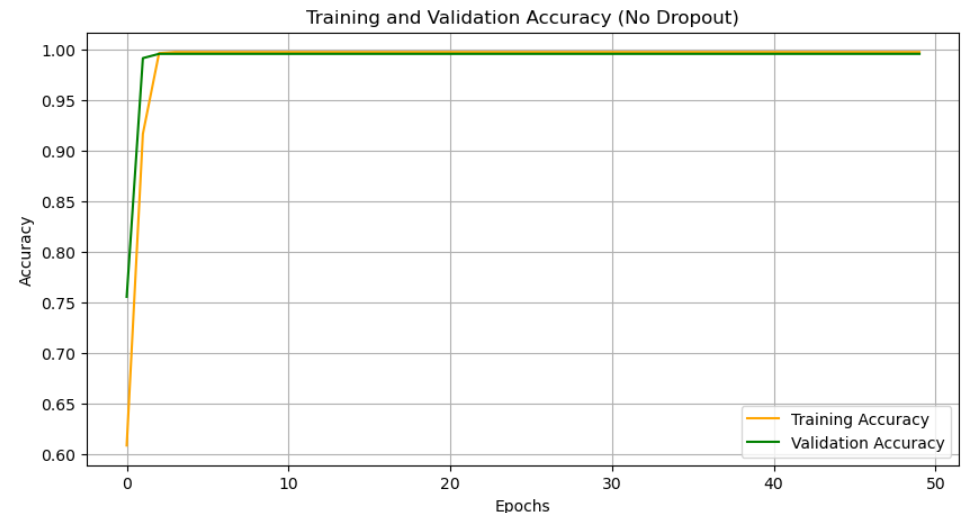 Training and Validation Accuracy (No Dropout)
1.00
0.95
0.90
0.85
0.80
0.75
0.70
0.65
0.60
Accuracy
Training Accuracy
Validation Accuracy
0 10 20 30 40 50
Epochs